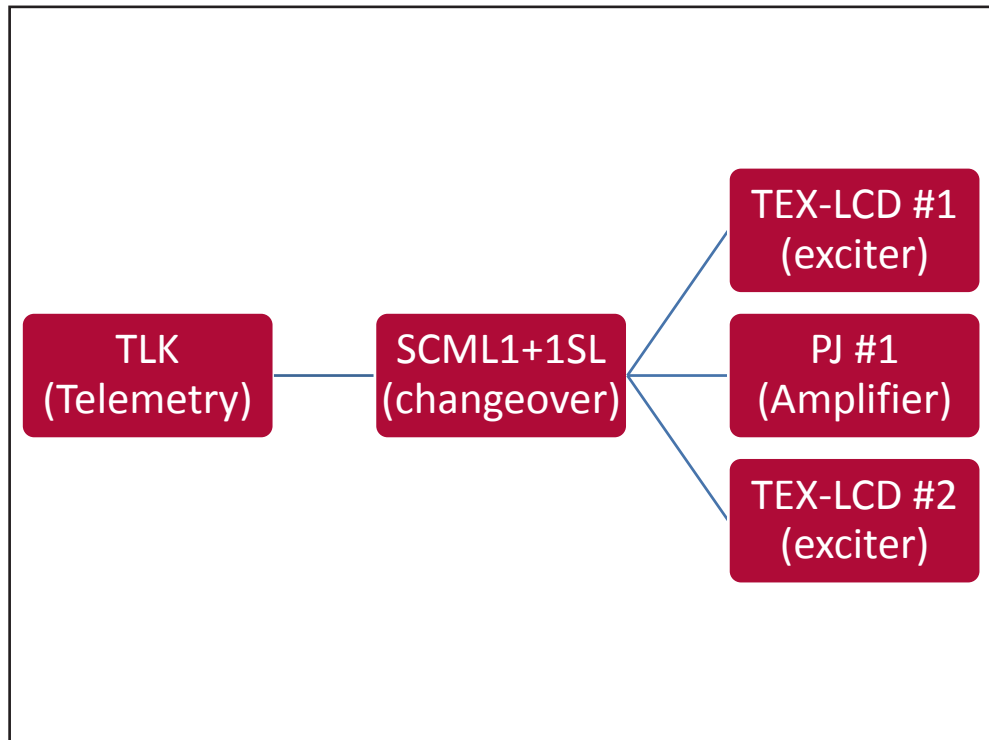 TLK
(Telemetry)
SCML1+1SL
(changeover)
TEX-LCD #1
(exciter)
PJ #1
(Amplifier)
TEX-LCD #2
(exciter)